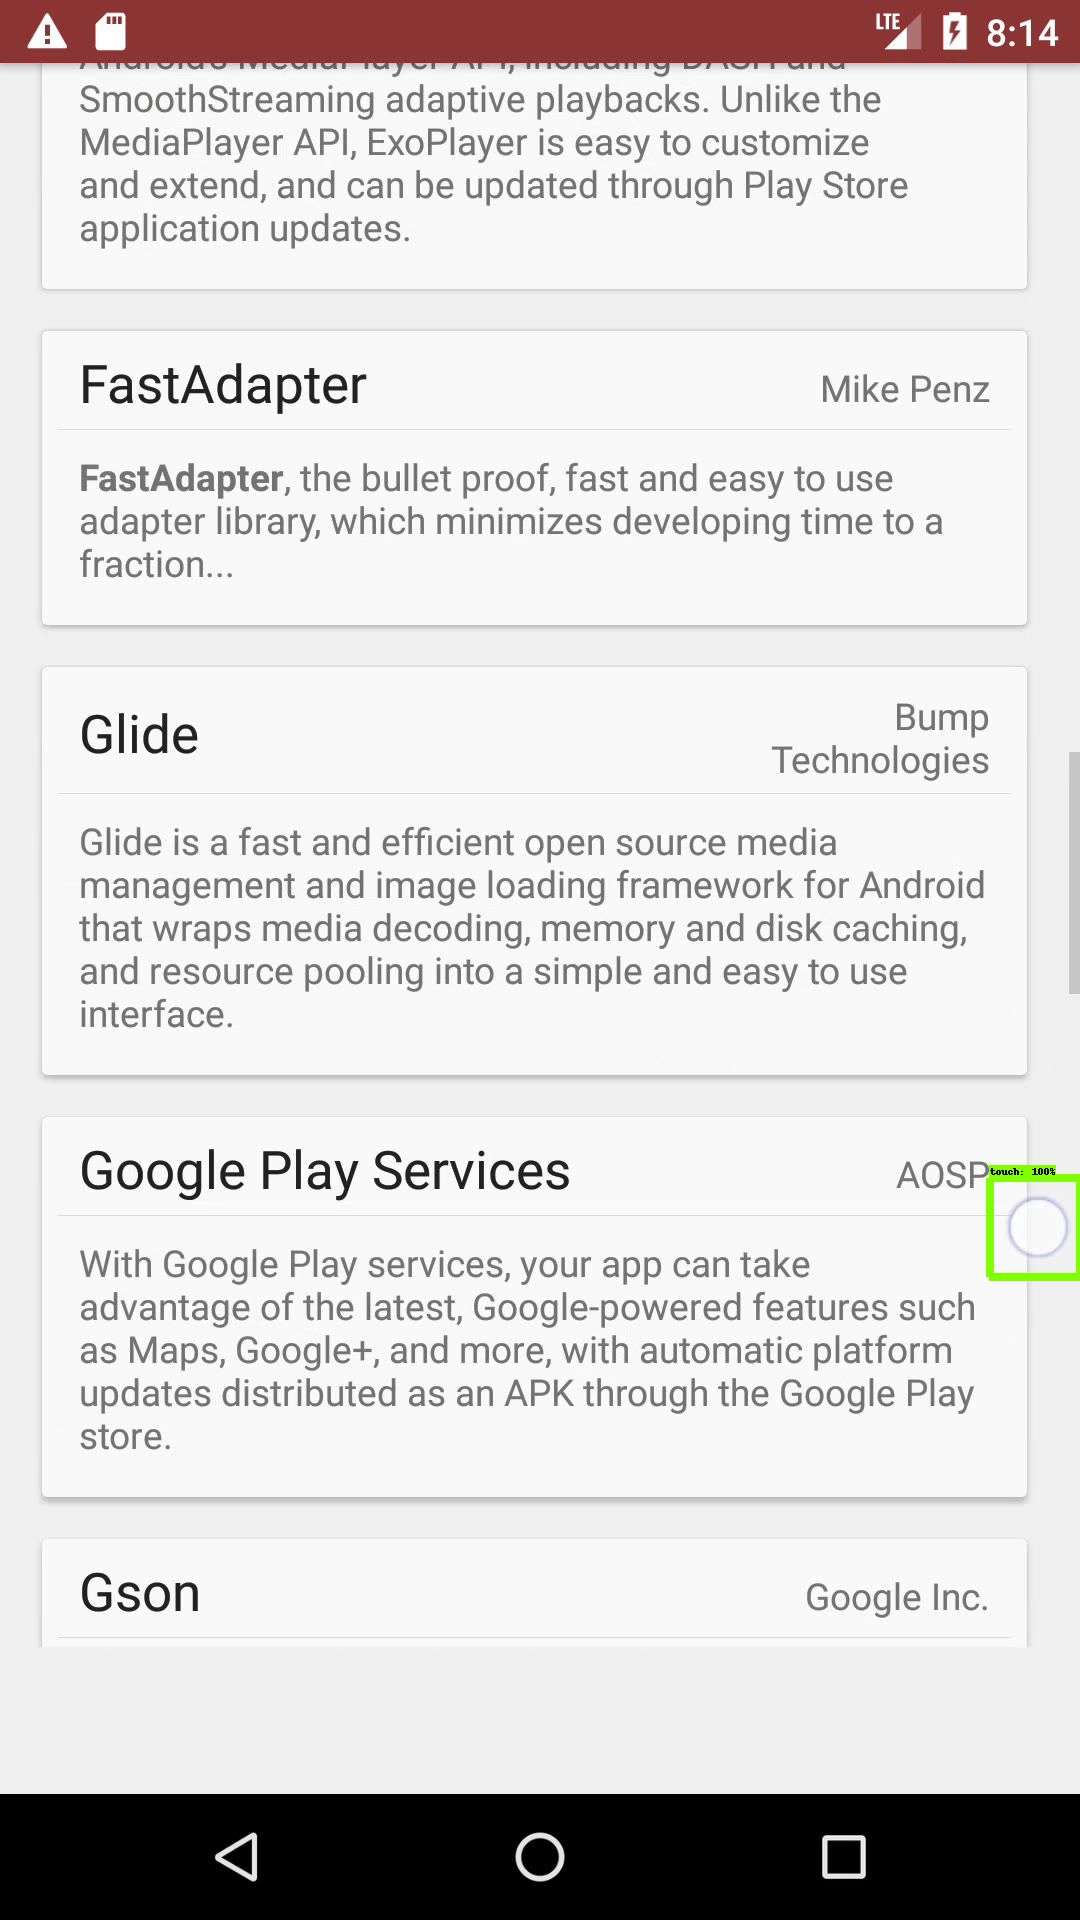 LTE 8:14
Android's MediaPlayer API, including DASH and
SmoothStreaming adaptive playbacks. Unlike the
MediaPlayer API, ExoPlayer is easy to customize
and extend, and can be updated through Play Store
application updates.
FastAdapter Mike Penz
FastAdapter, the bullet proof, fast and easy to use
adapter library, which minimizes developing time to a
fraction...
Glide Bump
Technologies
Glide is a fast and efficient open source media
management and image loading framework for Android
that wraps media decoding, memory and disk caching,
and resource pooling into a simple and easy to use
interface.
Google Play Services AOSP
touch: 100%
With Google Play services, your app can take
advantage of the latest, Google-powered features such
as Maps, Google+, and more, with automatic platform
updates distributed as an APK through the Google Play
store.
Gson Google Inc.